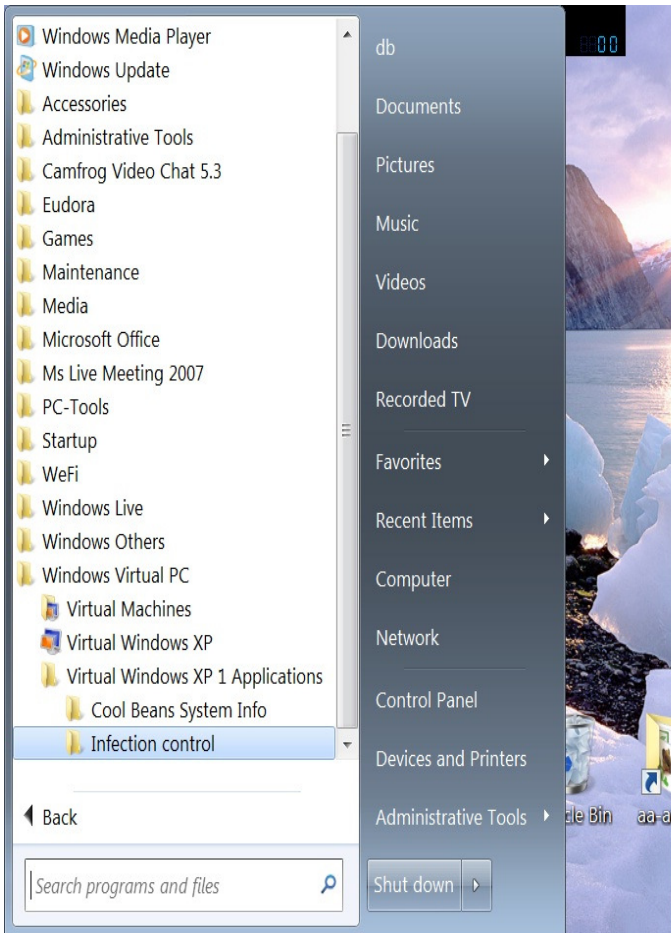 Windows Media Player
Windows Update
Accessories
Administrative Tools
Camfrog Video Chat 5.3
Eudora
Games
Maintenance
Media
Microsoft Office
Ms Live Meeting 2007
PC-Tools
Startup
WeFi
Windows Live
Windows Others
Windows Virtual PC
Virtual Machines
Virtual Windows XP
Virtual Windows XP 1 Applications
Cool Beans System Info
Infection control
Back
Search programs and files
db
Documents
Pictures
Music
Videos
Downloads
Recorded TV
Favorites
Recent Items
Computer
Network
Control Panel
Devices and Printers
Administrative Tools
Shut down
00
cle Bin
aa-a